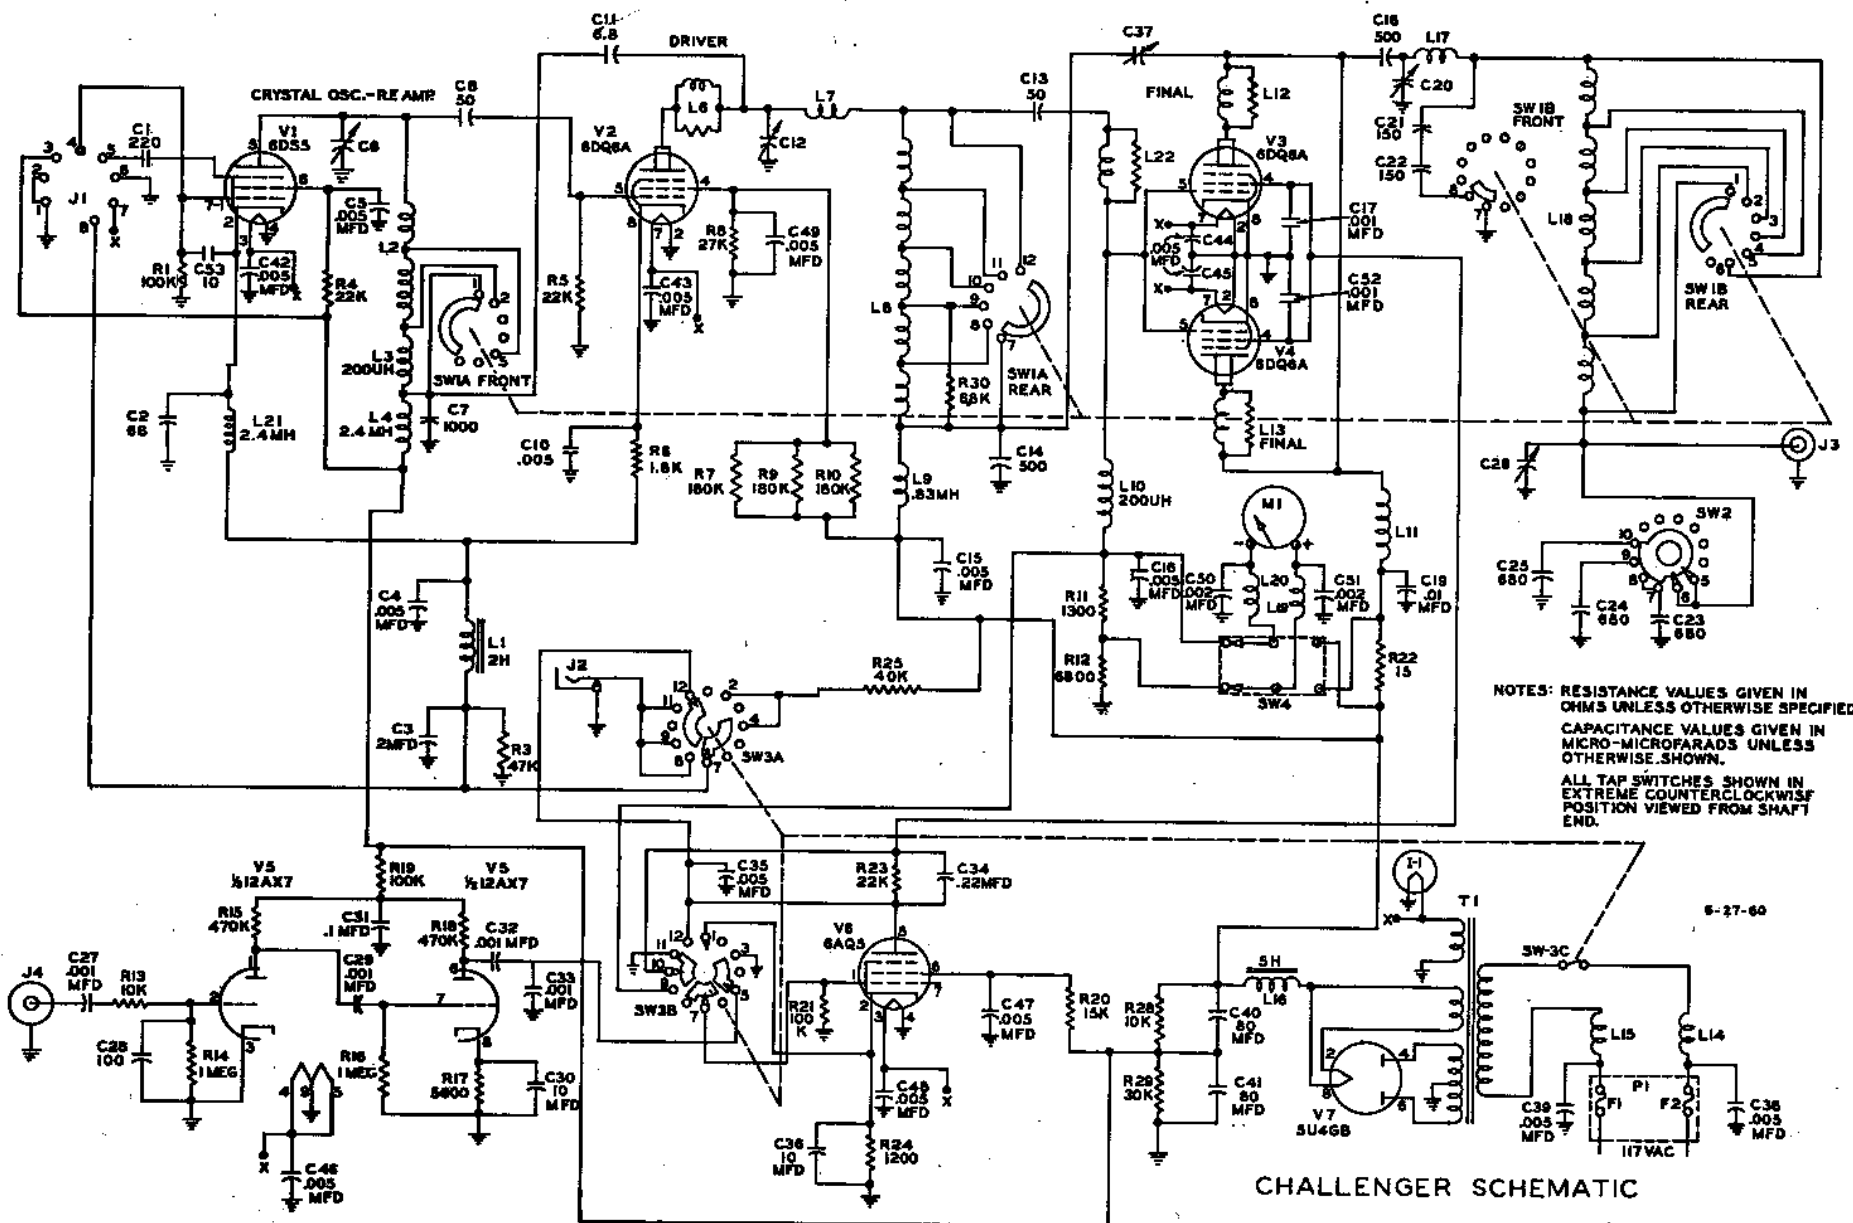 C11
6.8
DRIVER
C37
C16
500
L17
CRYSTAL OSC.-RF AMP.
C8
50
L6
L7
C13
50
FINAL
L12
C20
SW1B
FRONT
C1
220
V1
6DS5
C6
V2
6DQ6A
C12
V3
6DQ6A
L22
C21
150
C22
150
J1
C5
.005
MFD
R8
27K
C49
.005
MFD
C17
.001
MFD
C44
.005
MFD
C45
C52
.001
MFD
L18
R1
100K
C53
10
C42
.005
MFD
R4
22K
L2
R5
22K
C43
.005
MFD
L8
V4
6DQ6A
SW1B
REAR
L3
200UH
SW1A FRONT
R30
68K
SW1A
REAR
C2
68
L21
2.4MH
L4
2.4MH
C7
1000
L13
FINAL
C10
.005
R6
1.8K
R7
180K
R9
180K
R10
180K
L9
.83MH
C14
500
L10
200UH
M1
- +
L11
C28
J3
SW2
C25
680
C24
680
C23
680
C4
.005
MFD
L1
2H
C15
.005
MFD
R11
1300
C18
.005
MFD
C50
.002
MFD
L20
L19
C51
.002
MFD
C19
.01
MFD
J2
R25
40K
R12
6800
SW4
R22
15
C3
.2MFD
R3
47K
SW3A
NOTES: RESISTANCE VALUES GIVEN IN
OHMS UNLESS OTHERWISE SPECIFIED
CAPACITANCE VALUES GIVEN IN
MICRO-MICROFARADS UNLESS
OTHERWISE SHOWN.
ALL TAP SWITCHES SHOWN IN
EXTREME COUNTERCLOCKWISE
POSITION VIEWED FROM SHAFT
END.
V5
½12AX7
R19
100K
V5
½12AX7
C35
.005
MFD
R23
22K
C34
.22MFD
I-1
T1
6-27-60
R15
470K
C31
.1 MFD
R18
470K
C32
.001 MFD
V6
6AQ5
SW-3C
J4
C27
.001
MFD
R13
10K
C29
.001
MFD
C33
.001
MFD
SW3B
R21
100
K
C47
.005
MFD
R20
15K
R28
10K
5H
L16
C40
80
MFD
L15
L14
C28
100
R14
1 MEG
R16
1MEG
R17
5600
C30
10
MFD
C48
.005
MFD
R29
30K
C41
80
MFD
V7
5U4GB
C39
.005
MFD
P1
F1
F2
117VAC
C38
.005
MFD
C46
.005
MFD
C36
10
MFD
R24
1200
CHALLENGER SCHEMATIC